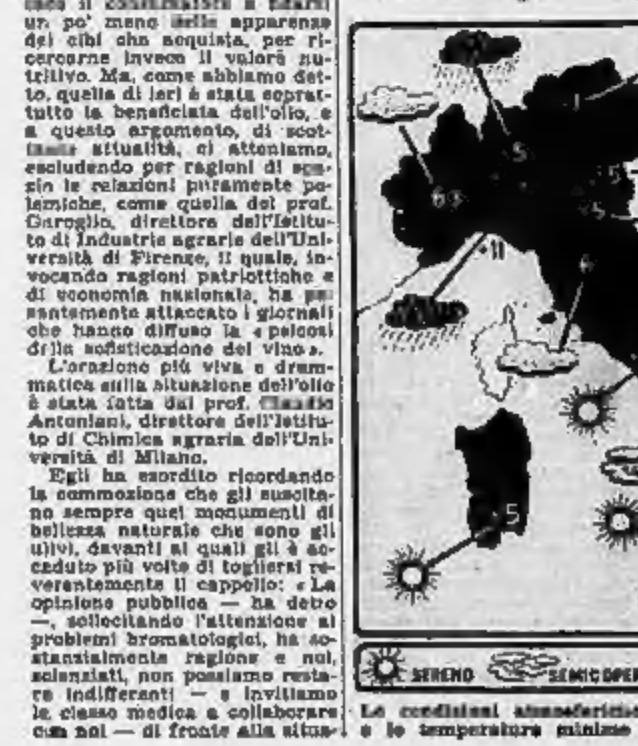 un po' meno delle apparenze
dei cibi che acquista, per ri-
cercarne invece il valore nu-
tritivo. Ma, come abbiamo det-
to, quella di ieri è stata soprat-
tutto la beneficiata dell'olio, e
a questo argomento, di scot-
tante attualità, ci atteniamo,
escludendo per ragioni di spa-
zio le relazioni puramente po-
lemiche, come quella del prof.
Garoglio, direttore dell'Istitu-
to di Industrie agrarie dell'Uni-
versità di Firenze, il quale, in-
vocando ragioni patriottiche e
di economia nazionale, ha pe-
santemente attaccato i giornali
che hanno diffuso la « psicosi
della sofisticazione del vino ».
L'orazione più viva e dram-
matica sulla situazione dell'olio
è stata fatta dal prof. Claudio
Antoniani, direttore dell'Istitu-
to di Chimica agraria dell'Uni-
versità di Milano.
Egli ha esordito ricordando
la commozione che gli suscita-
no sempre quei monumenti di
bellezza naturale che sono gli
ulivi, davanti ai quali gli è ac-
caduto più volte di togliersi re-
verentemente il cappello: « La
opinione pubblica — ha detto
—, sollecitando l'attenzione ai
problemi bromatologici, ha so-
stanzialmente ragione e noi,
scienziati, non possiamo resta-
re indifferenti — e invitiamo
la classe medica a collaborare
con noi — di fronte alla situa-
5
6
5
11
6
5
SERENO SEMICOPER
Le condizioni atmosferiche
e le temperature minime